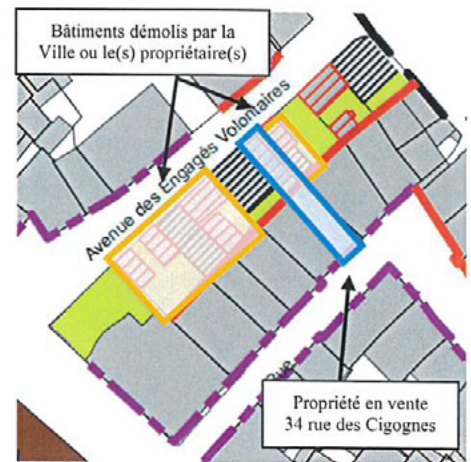 Bâtiments démolis par la
Ville ou le(s) propriétaire(s)
Avenue des Engagés Volontaires
Rue
Propriété en vente
34 rue des Cigognes